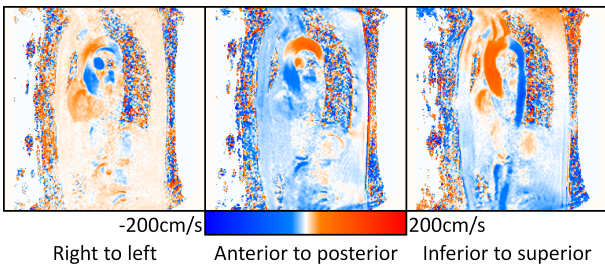 -200cm/s 200cm/s
Right to left Anterior to posterior Inferior to superior